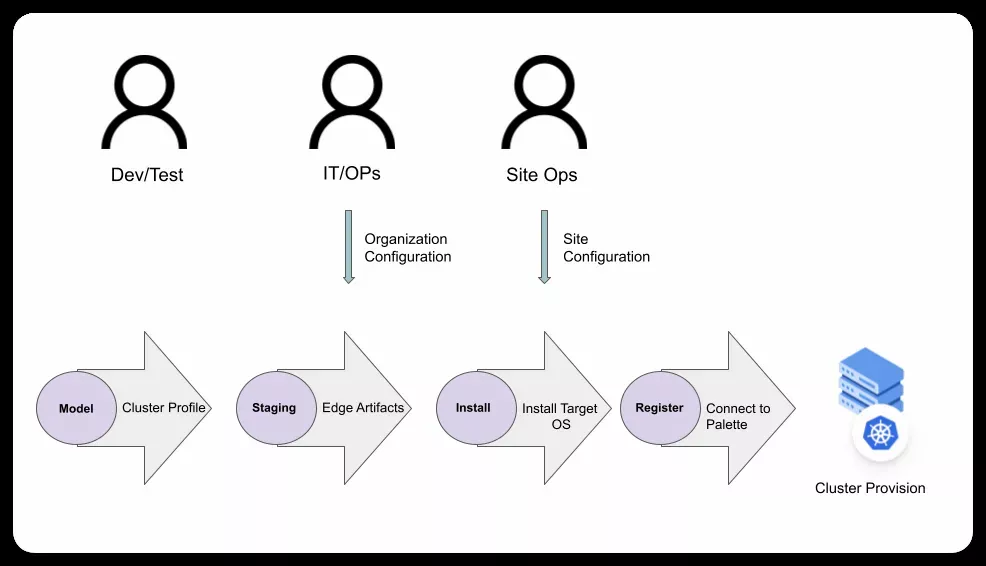 Dev/Test
IT/OPs
Site Ops
Organization
Configuration
Site
Configuration
Model
Cluster Profile
Staging
Edge Artifacts
Install
Install Target
OS
Register
Connect to
Palette
Cluster Provision